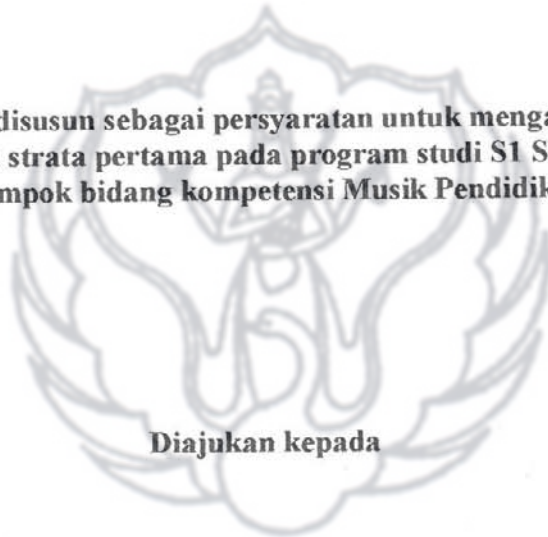 disusun sebagai persyaratan untuk menga
strata pertama pada program studi S1 S
mpok bidang kompetensi Musik Pendidik
Diajukan kepada